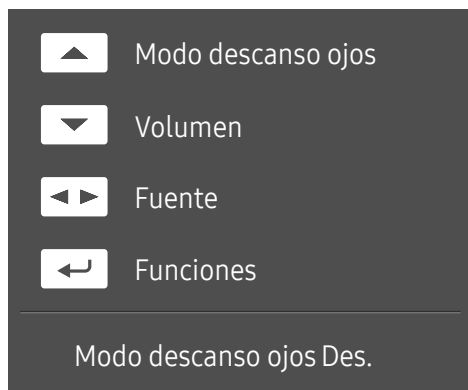 Modo descanso ojos
Volumen
Fuente
Funciones
Modo descanso ojos Des.